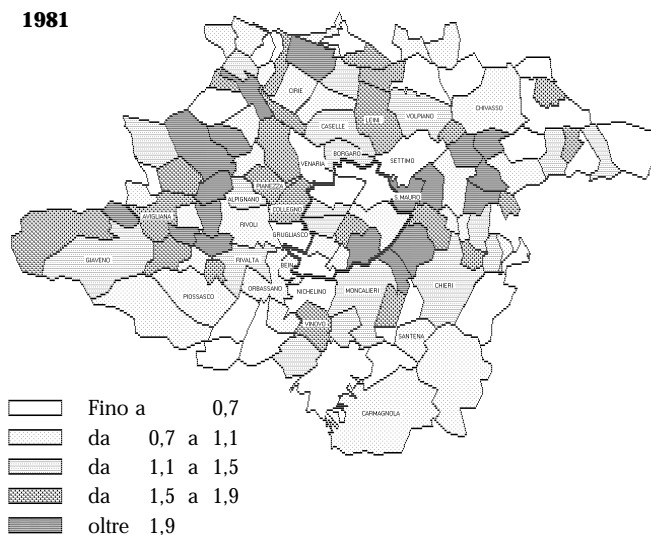 1981
CIRIE
CHIVASSO
VOLPIANO
LEINI
CASELLE
BORGARO
SETTIMO
VENARIA
PIANEZZA
S.MAURO
ALPIGNANO
COLLEGNO
AVIGLIANA
RIVOLI
GRUGLIASCO
GIAVENO
RIVALTA
BEIN
CHIERI
ORBASSANO
NICHELINO
MONCALIERI
PIOSSASCO
VINOVO
SANTENA
CARMAGNOLA
Fino a 0,7
da 0,7 a 1,1
da 1,1 a 1,5
da 1,5 a 1,9
oltre 1,9